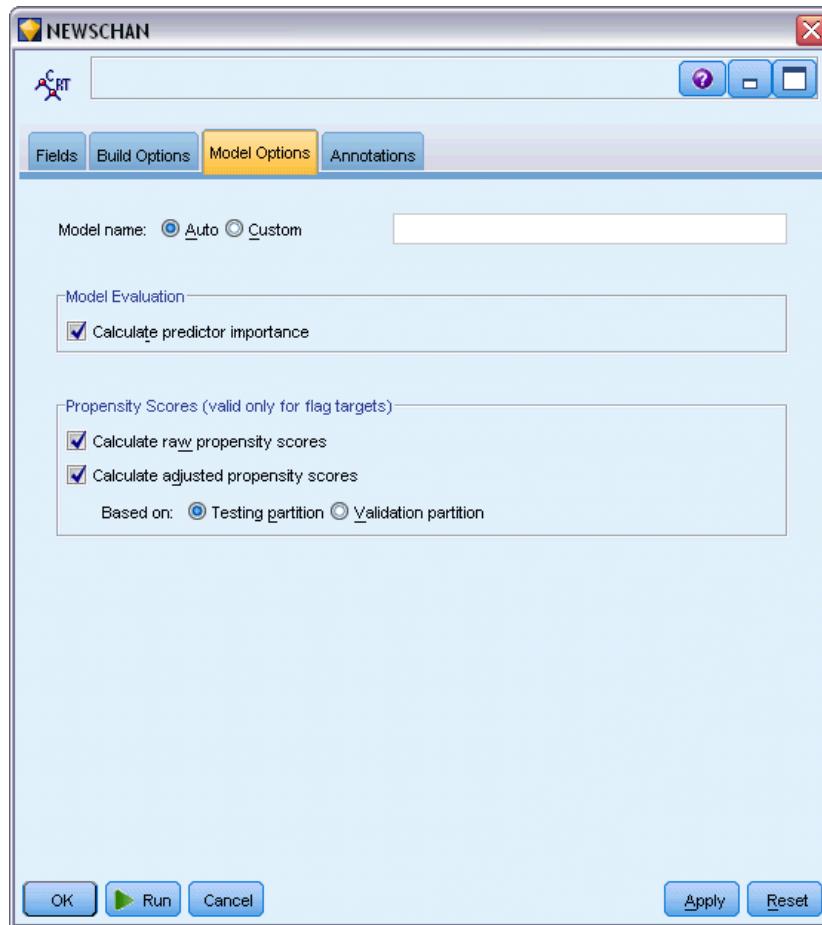 NEWSCHAN
C RT
?
Fields Build Options Model Options Annotations
Model name: Auto Custom
Model Evaluation
Calculate predictor importance
Propensity Scores (valid only for flag targets)
Calculate raw propensity scores
Calculate adjusted propensity scores
Based on: Testing partition Validation partition
OK Run Cancel Apply Reset